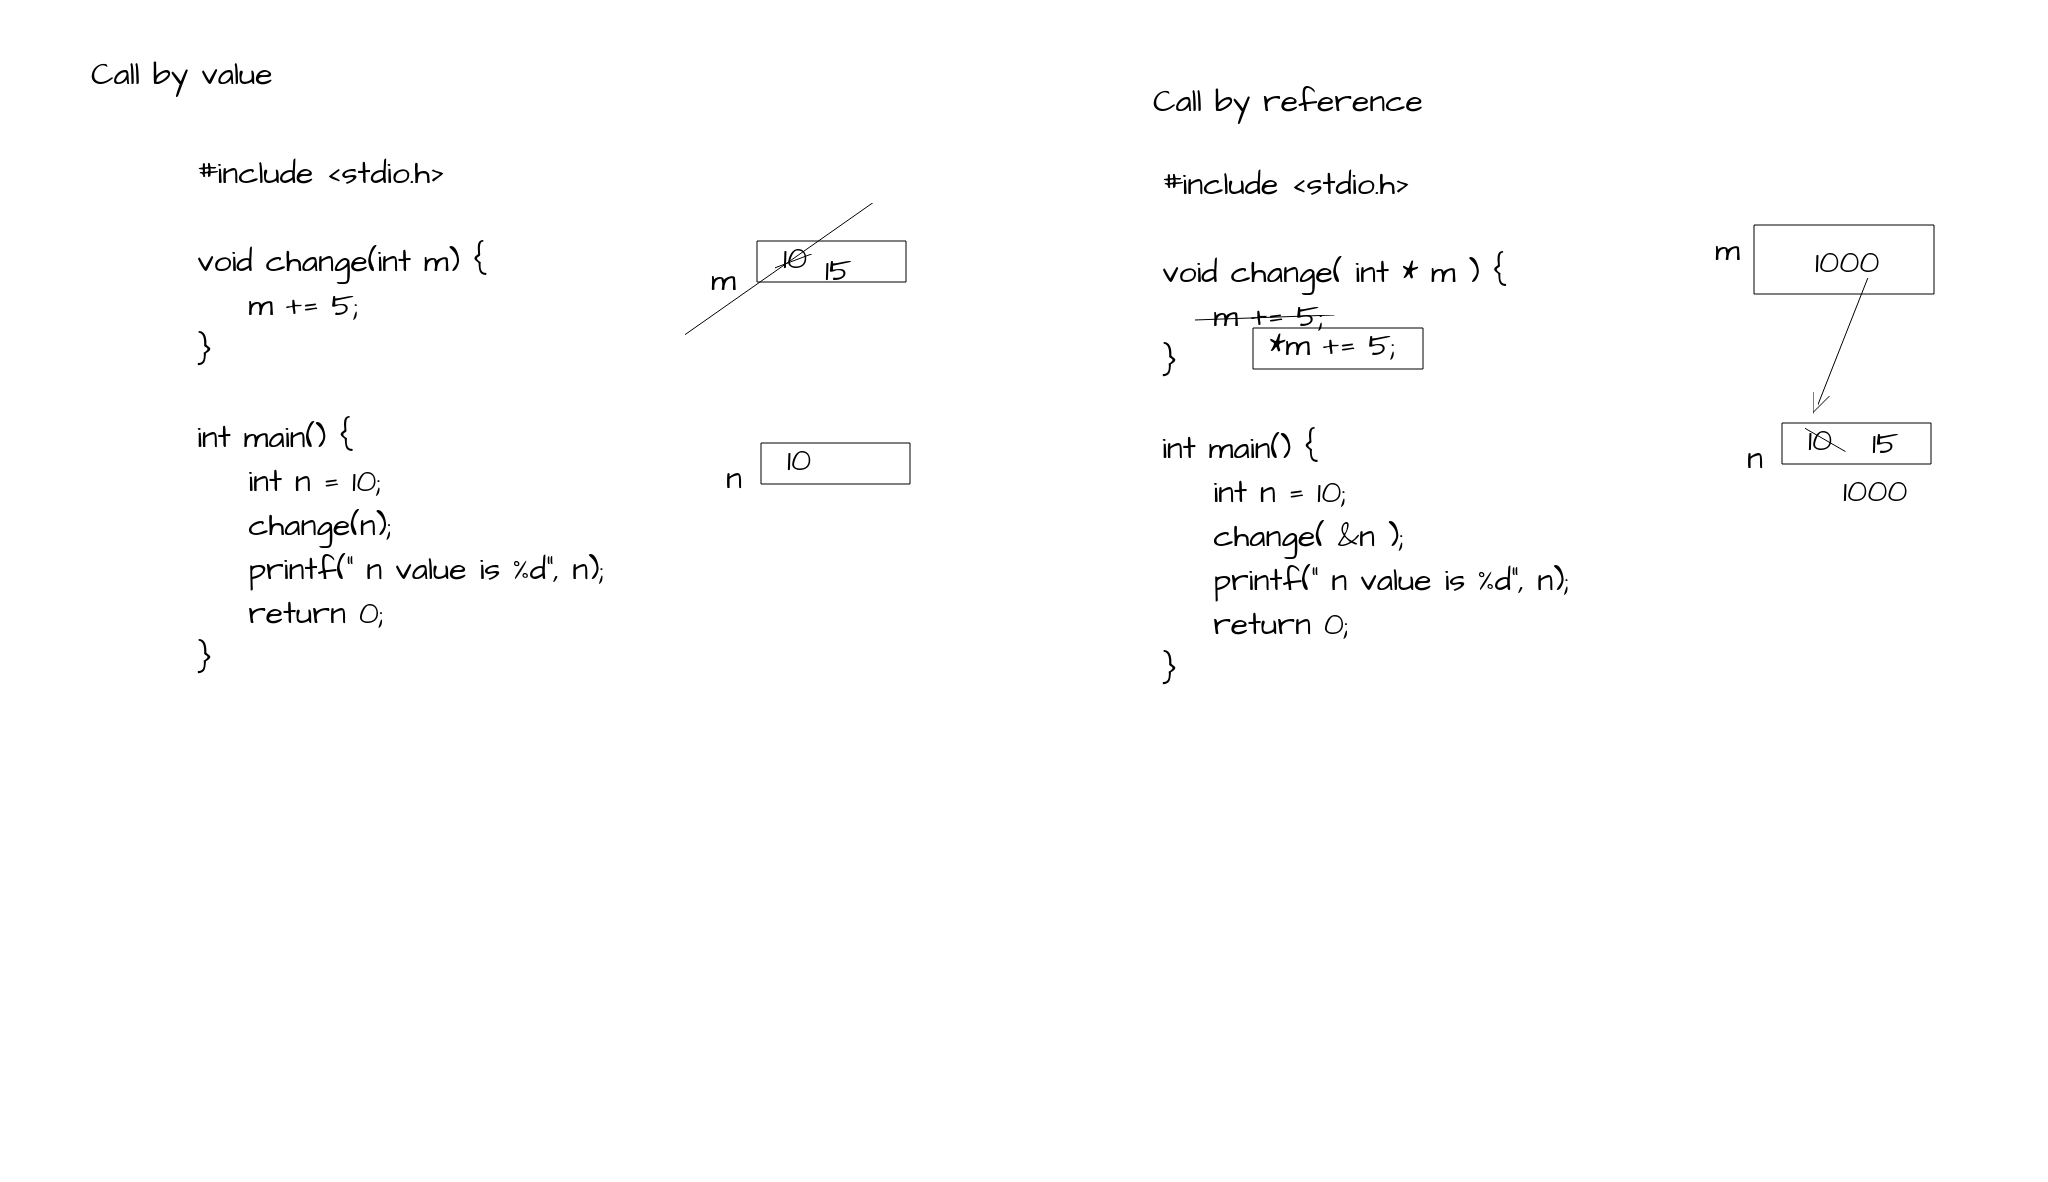 Call by value
#include <stdio.h>
void change(int m) {
m += 5;
}
int main() {
int n = 10;
change(n);
printf(" n value is %d", n);
return 0;
}
m
10
15
n
10
Call by reference
#include <stdio.h>
void change( int * m ) {
m += 5;
*m += 5;
}
int main() {
int n = 10;
change( &n );
printf(" n value is %d", n);
return 0;
}
m
1000
n
10 15
1000